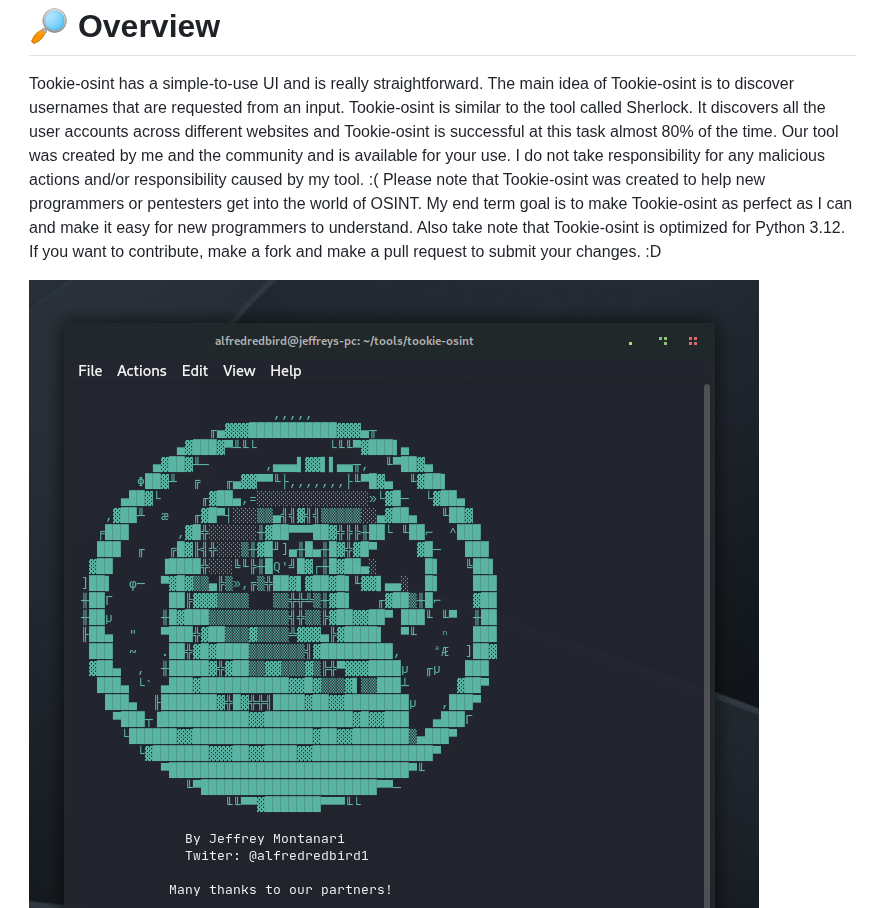 Overview
Tookie-osint has a simple-to-use UI and is really straightforward. The main idea of Tookie-osint is to discover
usernames that are requested from an input. Tookie-osint is similar to the tool called Sherlock. It discovers all the
user accounts across different websites and Tookie-osint is successful at this task almost 80% of the time. Our tool
was created by me and the community and is available for your use. I do not take responsibility for any malicious
actions and/or responsibility caused by my tool. :( Please note that Tookie-osint was created to help new
programmers or pentesters get into the world of OSINT. My end term goal is to make Tookie-osint as perfect as I can
and make it easy for new programmers to understand. Also take note that Tookie-osint is optimized for Python 3.12.
If you want to contribute, make a fork and make a pull request to submit your changes. :D
alfredredbird@jeffreys-pc: ~/tools/tookie-osint
File Actions Edit View Help
By Jeffrey Montanari
Twiter: @alfredredbird1
Many thanks to our partners!